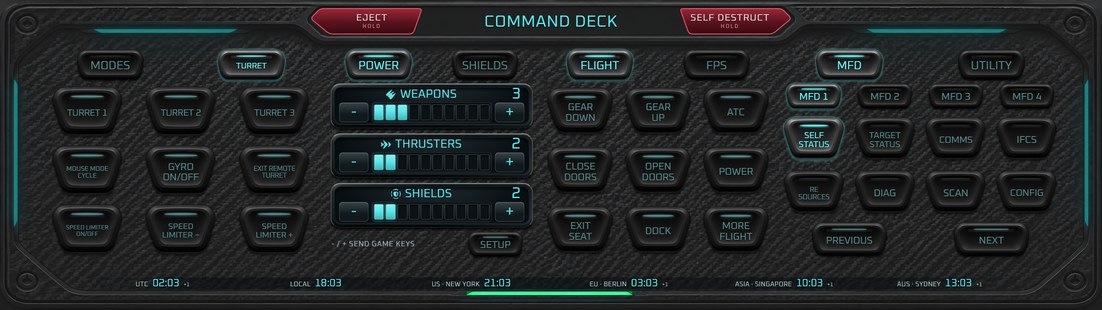 EJECT
HOLD
COMMAND DECK
SELF DESTRUCT
HOLD
MODES
TURRET
POWER
SHIELDS
FLIGHT
FPS
MFD
UTILITY
TURRET 1
TURRET 2
TURRET 3
MOUSE MODE
CYCLE
GYRO
ON/OFF
EXIT REMOTE
TURRET
SPEED LIMITER
ON/OFF
SPEED
LIMITER -
SPEED
LIMITER +
WEAPONS 3
- +
THRUSTERS 2
- +
SHIELDS 2
- +
- / + SEND GAME KEYS
SETUP
GEAR
DOWN
GEAR
UP
ATC
CLOSE
DOORS
OPEN
DOORS
POWER
EXIT
SEAT
DOCK
MORE
FLIGHT
MFD 1
MFD 2
MFD 3
MFD 4
SELF
STATUS
TARGET
STATUS
COMMS
IFCS
RE
SOURCES
DIAG
SCAN
CONFIG
PREVIOUS
NEXT
UTC 02:03 +1
LOCAL 18:03
US · NEW YORK 21:03
EU · BERLIN 03:03 +1
ASIA · SINGAPORE 10:03 +1
AUS · SYDNEY 13:03 +1